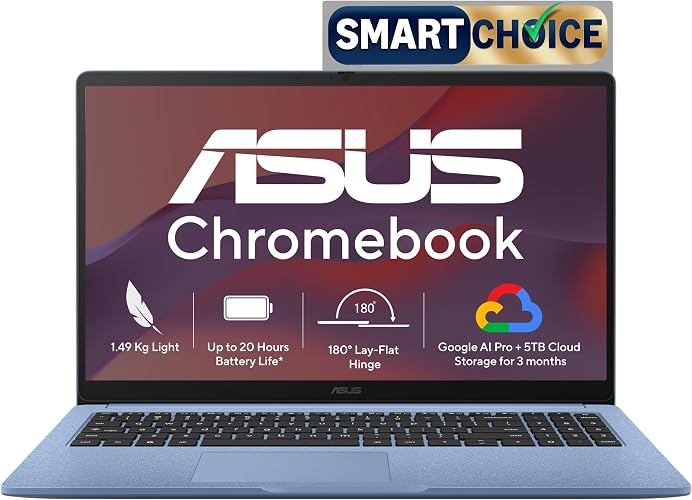 SMART CHOICE
ASUS
Chromebook
180°
1.49 Kg Light
Up to 20 Hours
Battery Life*
180° Lay-Flat
Hinge
Google AI Pro + 5TB Cloud
Storage for 3 months
ASUS